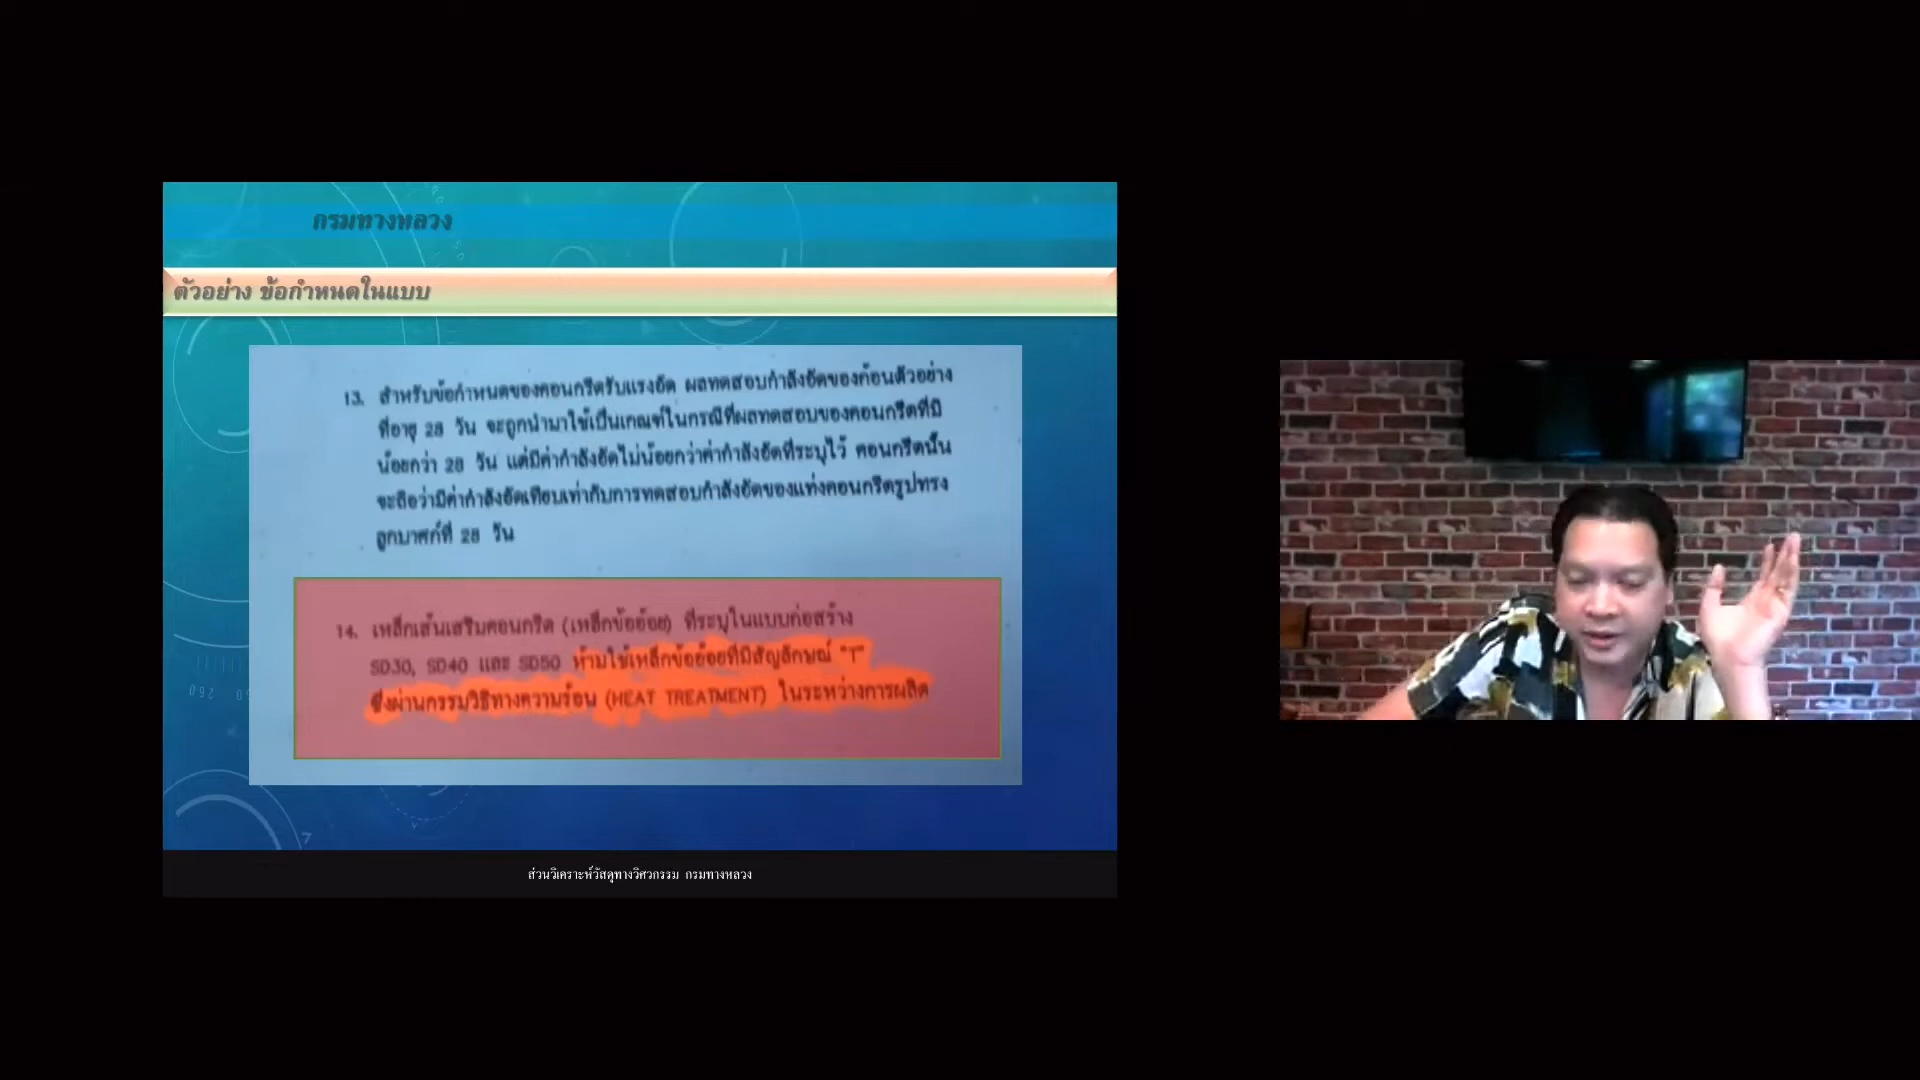 กรมทางหลวง
ตัวอย่าง ข้อกำหนดในแบบ
13. สำหรับข้อกำหนดของคอนกรีตรับแรงอัด ผลทดสอบกำลังอัดของก้อนตัวอย่าง
ที่อายุ 28 วัน จะถูกนำมาใช้เป็นเกณฑ์ในกรณีที่ผลทดสอบของคอนกรีตที่มี
น้อยกว่า 28 วัน แต่มีค่ากำลังอัดไม่น้อยกว่าค่ากำลังอัดที่ระบุไว้ คอนกรีตนั้น
จะถือว่ามีค่ากำลังอัดเทียบเท่ากับการทดสอบกำลังอัดของแท่งคอนกรีตรูปทรง
ลูกบาศก์ที่ 28 วัน
14. เหล็กเส้นเสริมคอนกรีต (เหล็กข้ออ้อย) ที่ระบุในแบบก่อสร้าง
SD30, SD40 และ SD50 ห้ามใช้เหล็กข้ออ้อยที่มีสัญลักษณ์ "T"
ซึ่งผ่านกรรมวิธีทางความร้อน (HEAT TREATMENT) ในระหว่างการผลิต
7
ส่วนวิเคราะห์วัสดุทางวิศวกรรม กรมทางหลวง